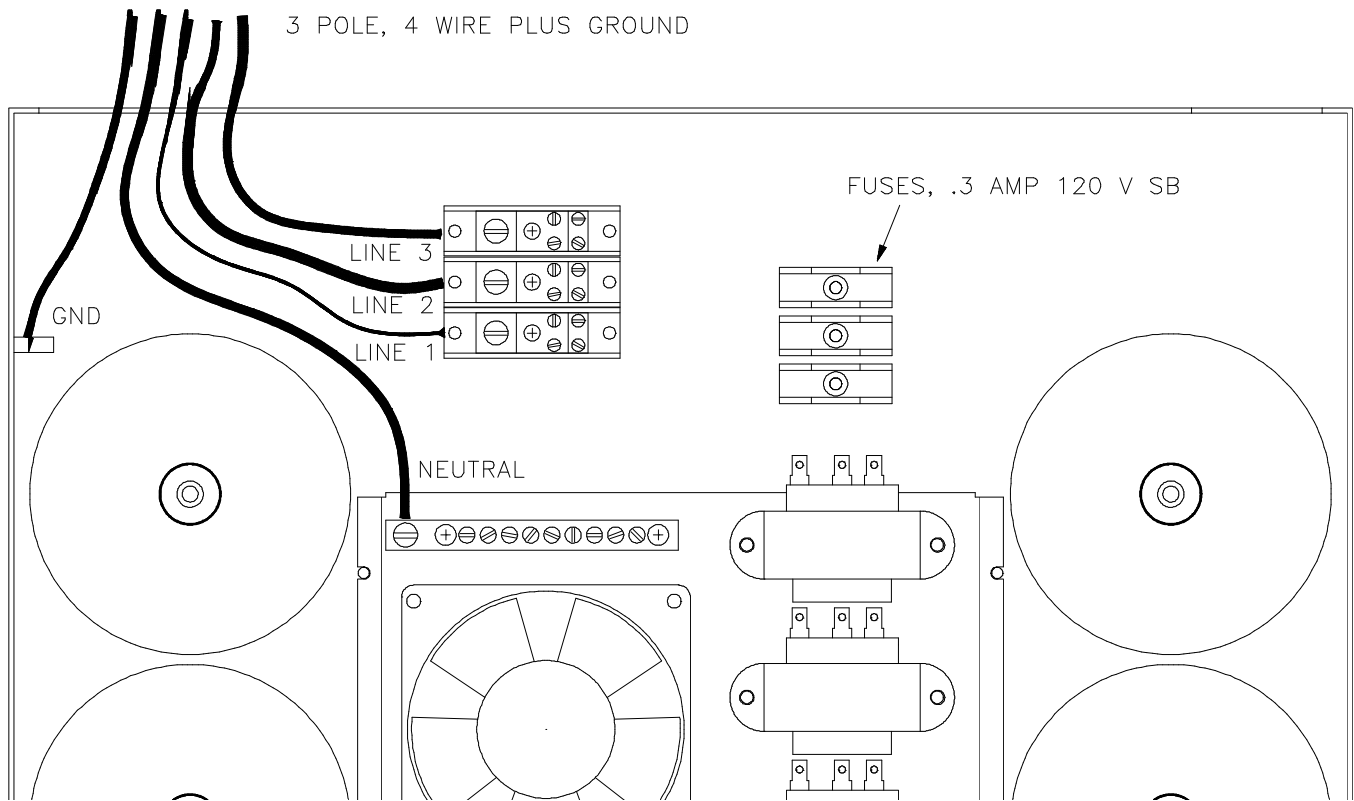 3 POLE, 4 WIRE PLUS GROUND
FUSES, .3 AMP 120 V SB
LINE 3
LINE 2
GND
LINE 1
NEUTRAL